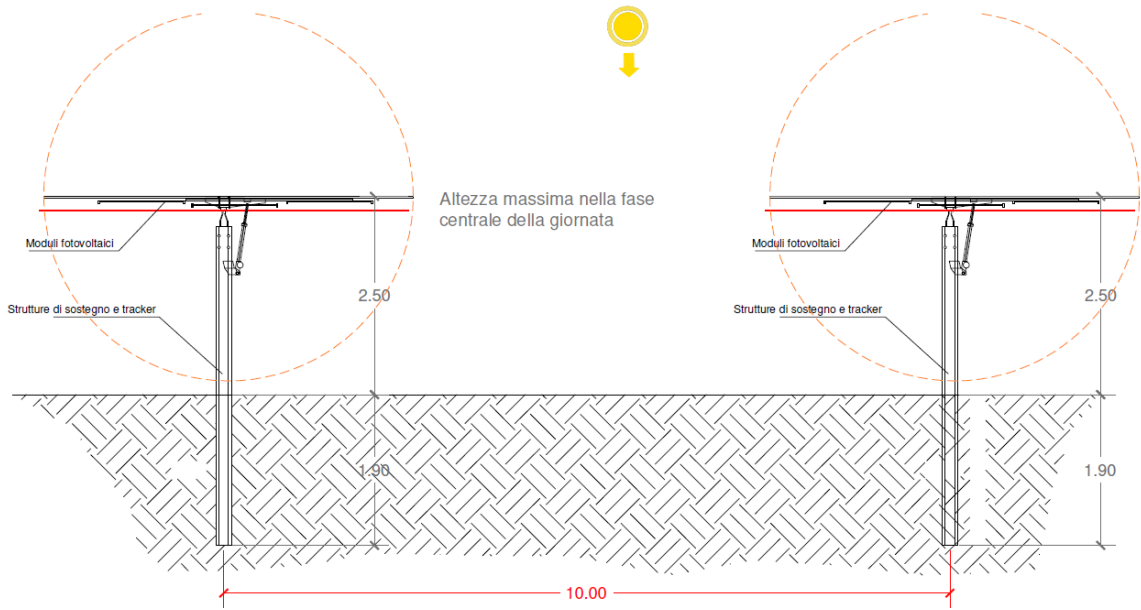 Altezza massima nella fase
centrale della giornata
Moduli fotovoltaici
Moduli fotovoltaici
2.50
2.50
Strutture di sostegno e tracker
Strutture di sostegno e tracker
1.90
1.90
10.00